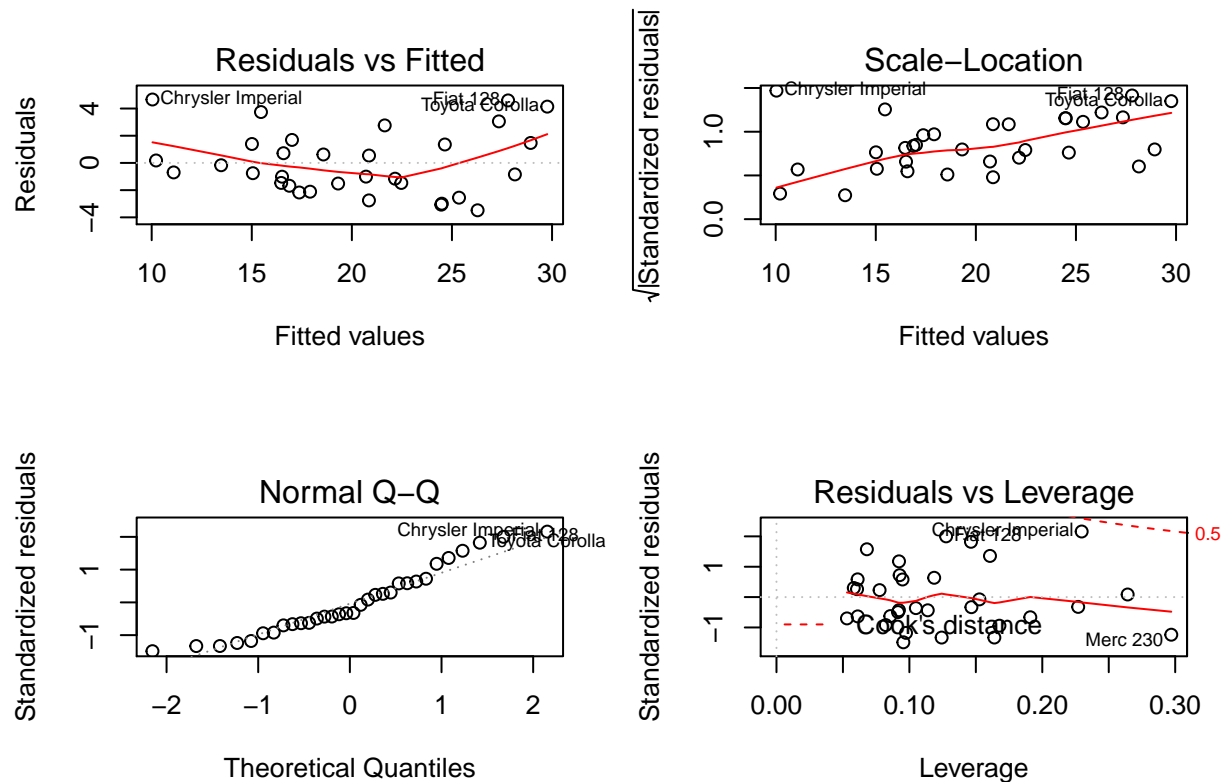 Residuals vs Fitted
Residuals
4
0
−4
Chrysler Imperial
Fiat 128
Toyota Corolla
10 15 20 25 30
Fitted values
Scale−Location
√|Standardized residuals|
1.0
0.0
Chrysler Imperial
Fiat 128
Toyota Corolla
10 15 20 25 30
Fitted values
Normal Q−Q
Standardized residuals
1
−1
Chrysler Imperial
Fiat 128
Toyota Corolla
−2 −1 0 1 2
Theoretical Quantiles
Residuals vs Leverage
Standardized residuals
1
−1
Chrysler Imperial
Fiat 128
0.5
Cook's distance
Merc 230
0.00 0.10 0.20 0.30
Leverage